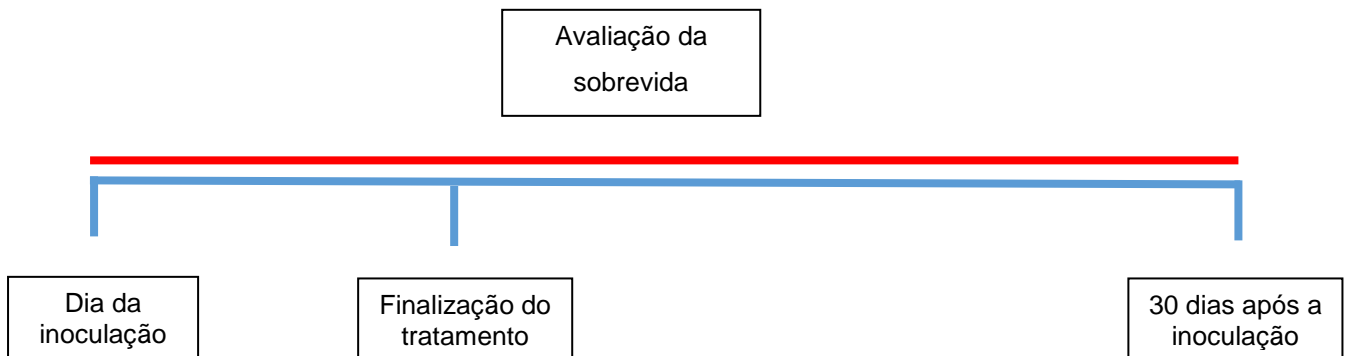 Avaliação da
sobrevida
Dia da
inoculação
Finalização do
tratamento
30 dias após a
inoculação